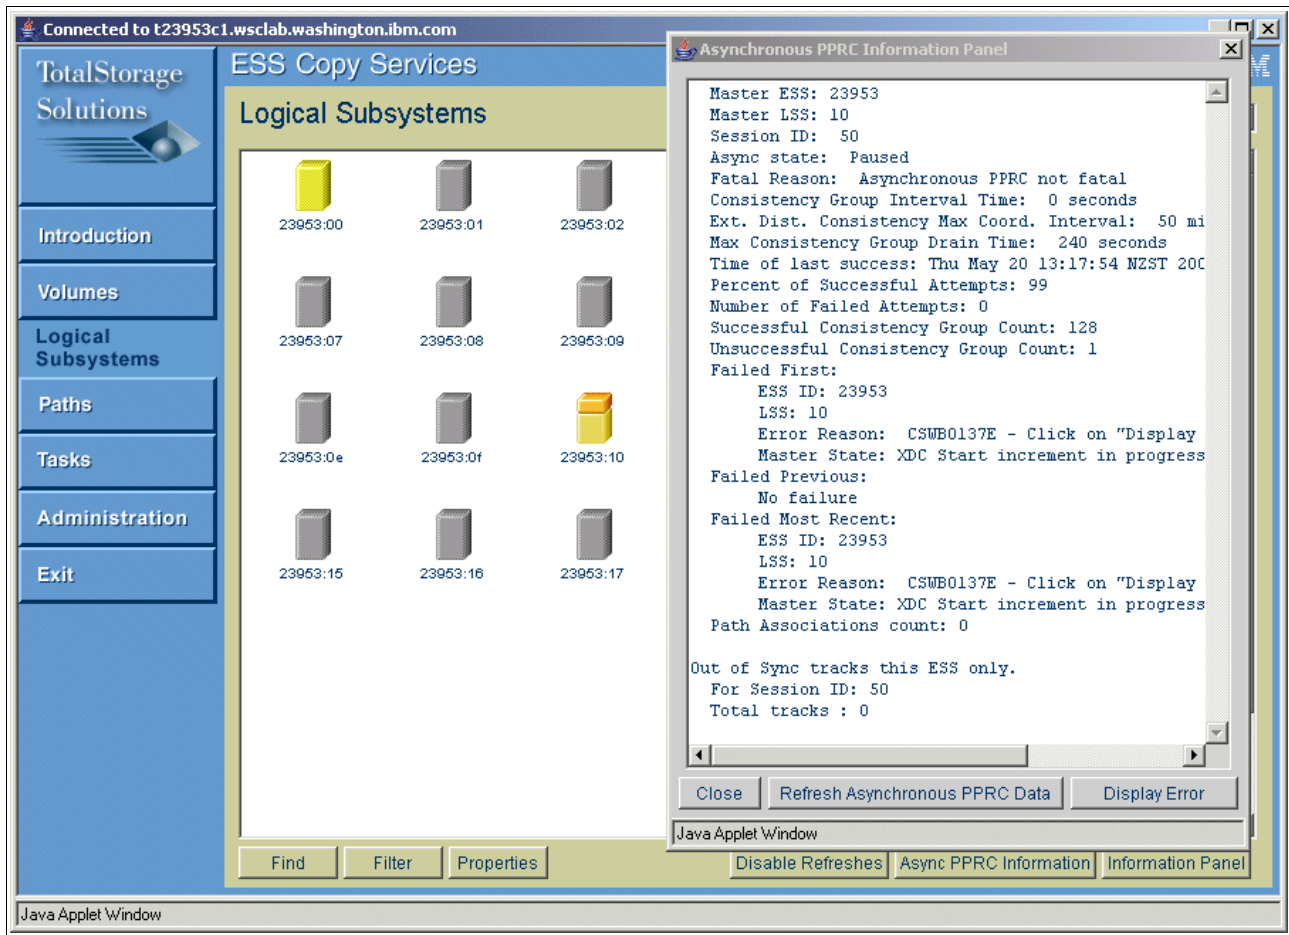 Connected to t23953c1.wsclab.washington.ibm.com
TotalStorage
Solutions
Introduction
Volumes
Logical
Subsystems
Paths
Tasks
Administration
Exit
ESS Copy Services
Logical Subsystems
23953:00
23953:01
23953:02
23953:07
23953:08
23953:09
23953:0e
23953:0f
23953:10
23953:15
23953:16
23953:17
Find
Filter
Properties
Disable Refreshes
Async PPRC Information
Information Panel
Java Applet Window
Asynchronous PPRC Information Panel
Master ESS: 23953
Master LSS: 10
Session ID: 50
Async state: Paused
Fatal Reason: Asynchronous PPRC not fatal
Consistency Group Interval Time: 0 seconds
Ext. Dist. Consistency Max Coord. Interval: 50 mi
Max Consistency Group Drain Time: 240 seconds
Time of last success: Thu May 20 13:17:54 NZST 200
Percent of Successful Attempts: 99
Number of Failed Attempts: 0
Successful Consistency Group Count: 128
Unsuccessful Consistency Group Count: 1
Failed First:
ESS ID: 23953
LSS: 10
Error Reason: CSWB0137E - Click on "Display
Master State: XDC Start increment in progress
Failed Previous:
No failure
Failed Most Recent:
ESS ID: 23953
LSS: 10
Error Reason: CSWB0137E - Click on "Display
Master State: XDC Start increment in progress
Path Associations count: 0
Out of Sync tracks this ESS only.
For Session ID: 50
Total tracks : 0
Close
Refresh Asynchronous PPRC Data
Display Error
Java Applet Window